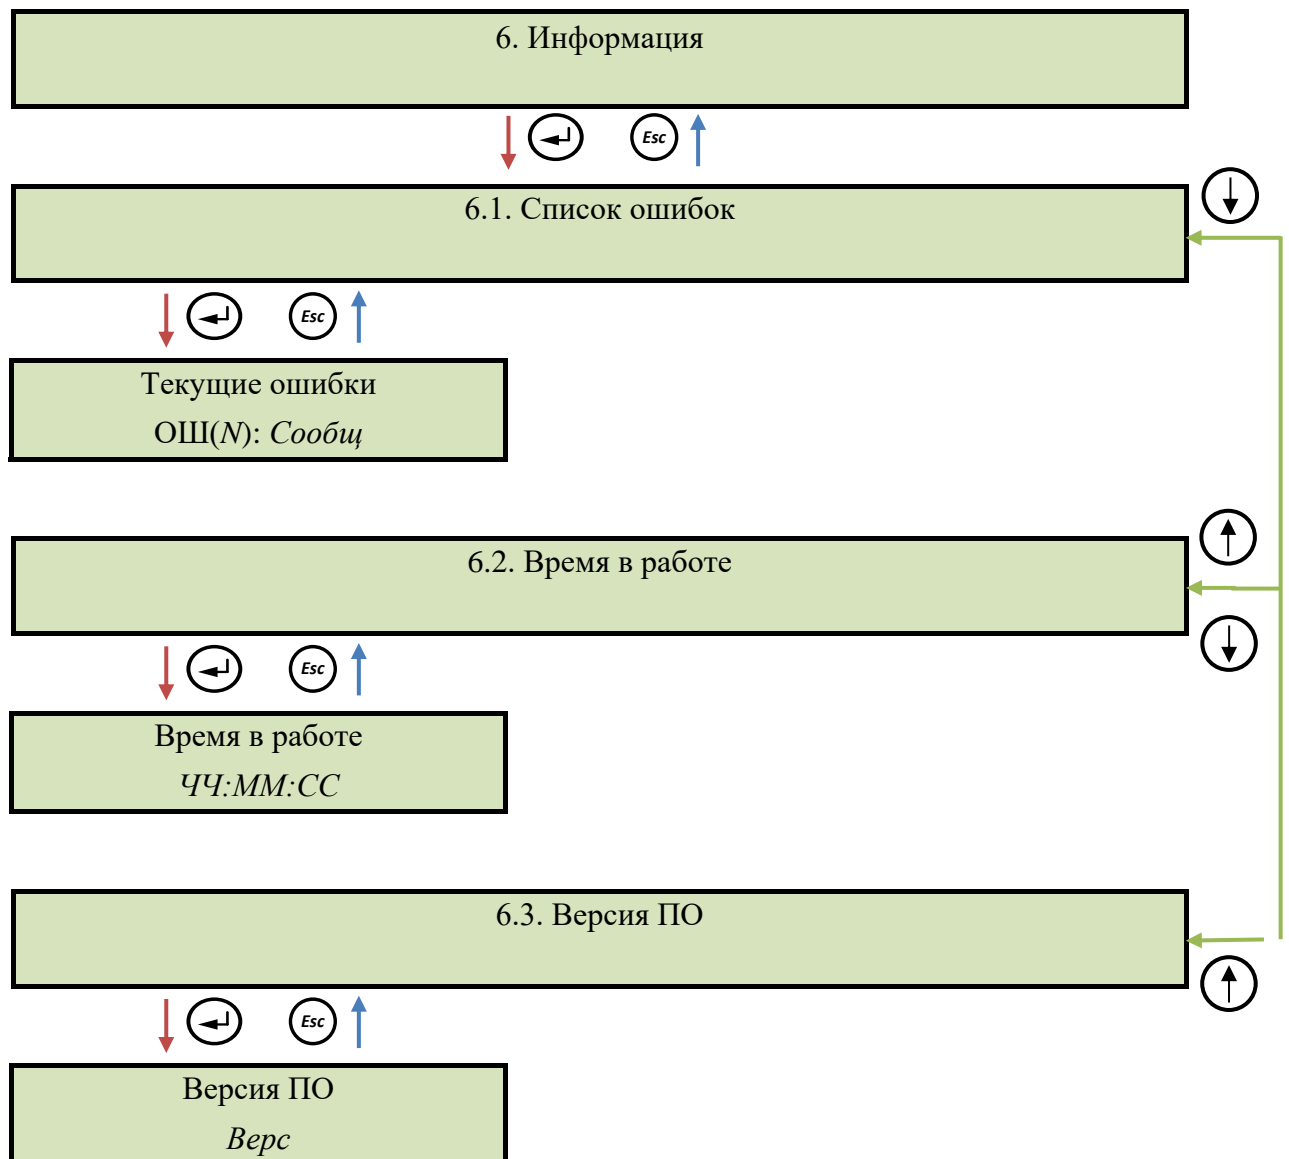 6. Информация
Esc
6.1. Список ошибок
Esc
Текущие ошибки
ОШ(N): Сообщ
6.2. Время в работе
Esc
Время в работе
ЧЧ:ММ:СС
6.3. Версия ПО
Esc
Версия ПО
Верс